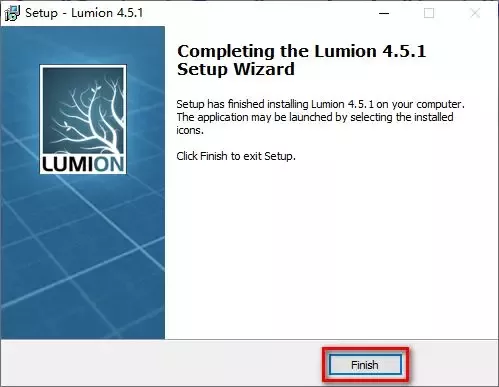 Setup - Lumion 4.5.1
Completing the Lumion 4.5.1
Setup Wizard
Setup has finished installing Lumion 4.5.1 on your computer.
The application may be launched by selecting the installed
icons.
Click Finish to exit Setup.
LUMION
Finish